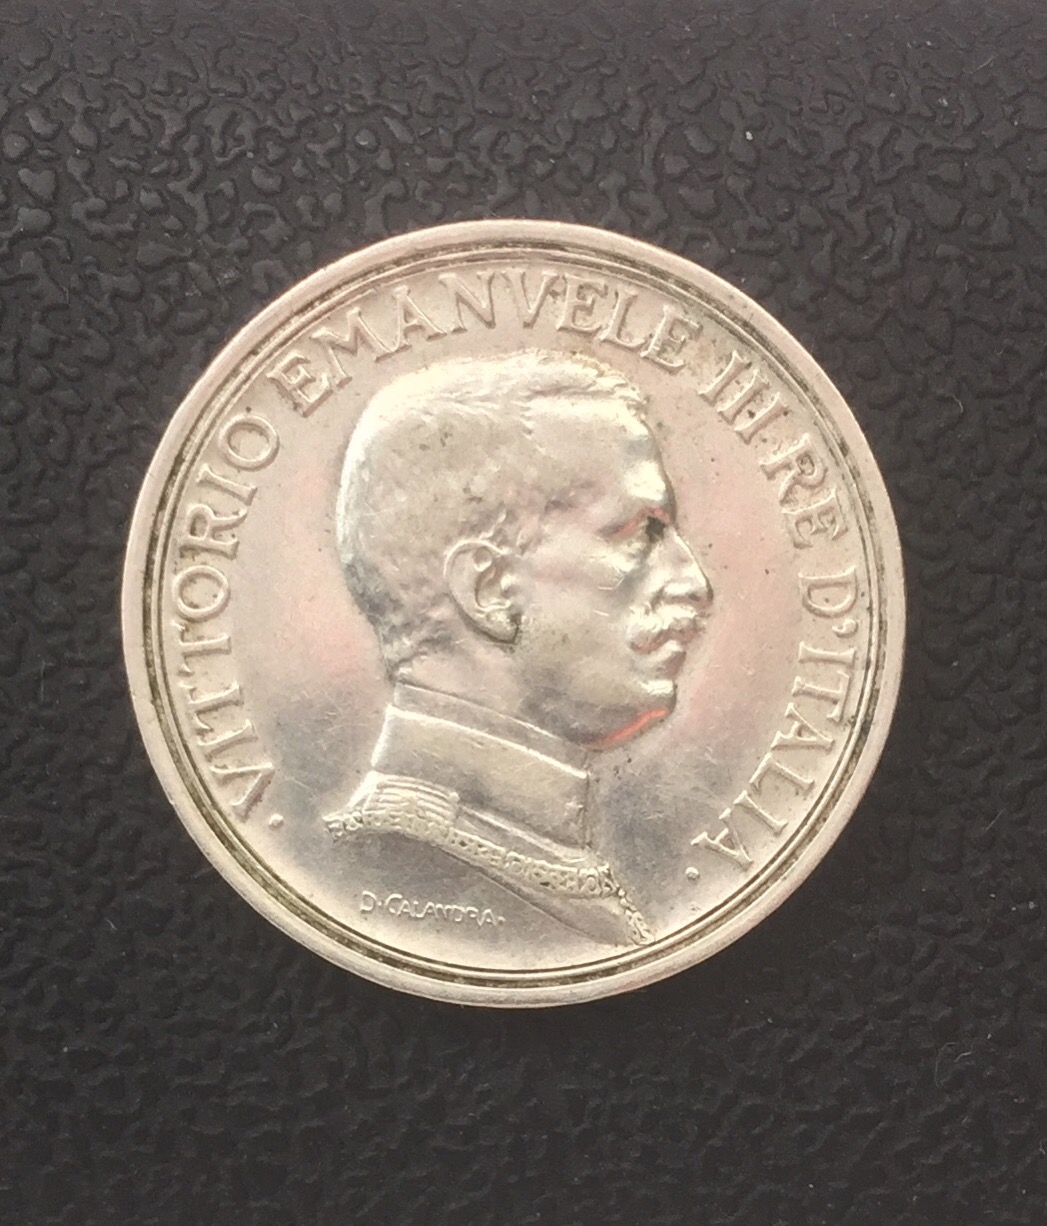 · VITTORIO EMANVELE III · RE D'ITALIA ·
D · CALANDRA ·